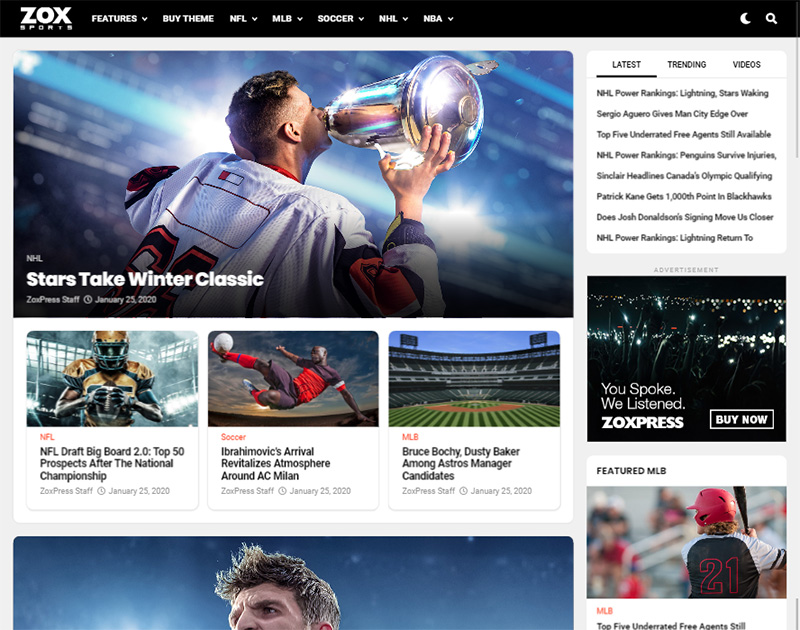 ZOX
SPORTS
FEATURES
BUY THEME
NFL
MLB
SOCCER
NHL
NBA
NHL
Stars Take Winter Classic
ZoxPress Staff January 25, 2020
NFL
NFL Draft Big Board 2.0: Top 50
Prospects After The National
Championship
ZoxPress Staff January 25, 2020
Soccer
Ibrahimovic's Arrival
Revitalizes Atmosphere
Around AC Milan
ZoxPress Staff January 25, 2020
MLB
Bruce Bochy, Dusty Baker
Among Astros Manager
Candidates
ZoxPress Staff January 25, 2020
LATEST TRENDING VIDEOS
NHL Power Rankings: Lightning, Stars Waking
Sergio Aguero Gives Man City Edge Over
Top Five Underrated Free Agents Still Available
NHL Power Rankings: Penguins Survive Injuries,
Sinclair Headlines Canada's Olympic Qualifying
Patrick Kane Gets 1,000th Point In Blackhawks
Does Josh Donaldson's Signing Move Us Closer
NHL Power Rankings: Lightning Return To
ADVERTISEMENT
You Spoke.
We Listened.
ZOXPRESS
BUY NOW
FEATURED MLB
21
MLB
Top Five Underrated Free Agents Still